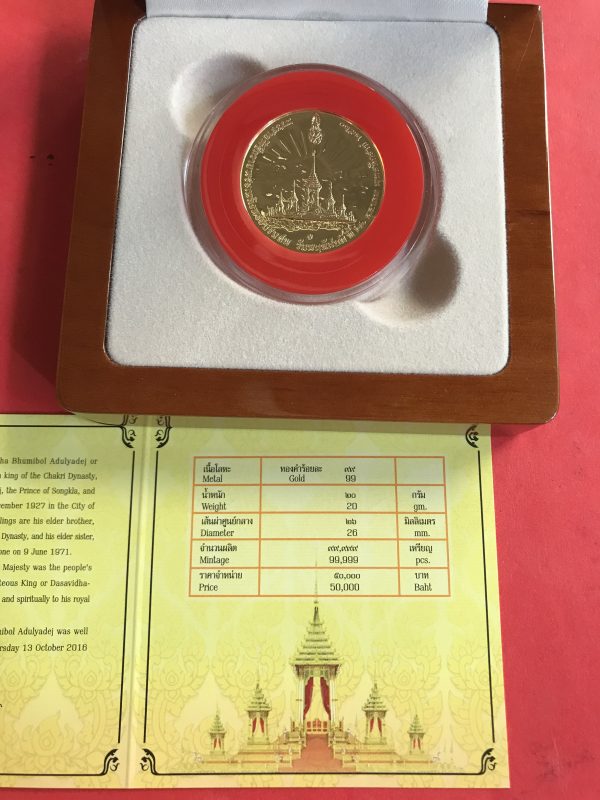 ha Bhumibol Adulyadej or
king of the Chakri Dynasty,
j, the Prince of Songkla, and
cember 1927 in the City of
lings are his elder brother,
Dynasty, and his elder sister,
one on 9 June 1971.
Majesty was the people's
teous King or Dasavidha-
and spiritually to his royal
nibol Adulyadej was well
rsday 13 October 2016
เนื้อโลหะ ทองคำร้อยละ ๙๙
Metal Gold 99
น้ำหนัก ๒๐ กรัม
Weight 20 gm.
เส้นผ่าศูนย์กลาง ๒๖ มิลลิเมตร
Diameter 26 mm.
จำนวนผลิต ๙๙,๙๙๙ เหรียญ
Mintage 99,999 pcs.
ราคาจำหน่าย ๕๐,๐๐๐ บาท
Price 50,000 Baht